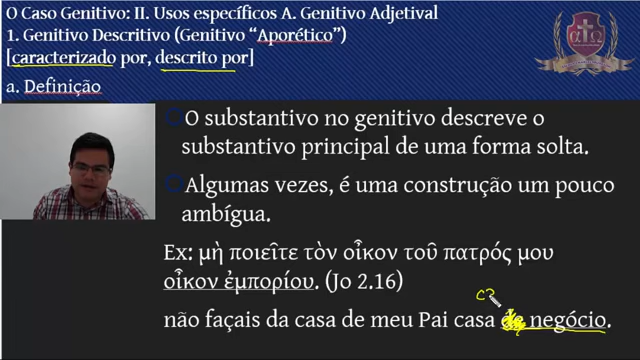 O Caso Genitivo: II. Usos específicos A. Genitivo Adjetival
1. Genitivo Descritivo (Genitivo “Aporético”)
[caracterizado por, descrito por]
a. Definição
O substantivo no genitivo descreve o
substantivo principal de uma forma solta.
Algumas vezes, é uma construção um pouco
ambígua.
Ex: μὴ ποιεῖτε τὸν οἶκον τοῦ πατρός μου
οἶκον ἐμπορίου. (Jo 2.16)
não façais da casa de meu Pai casa de negócio.